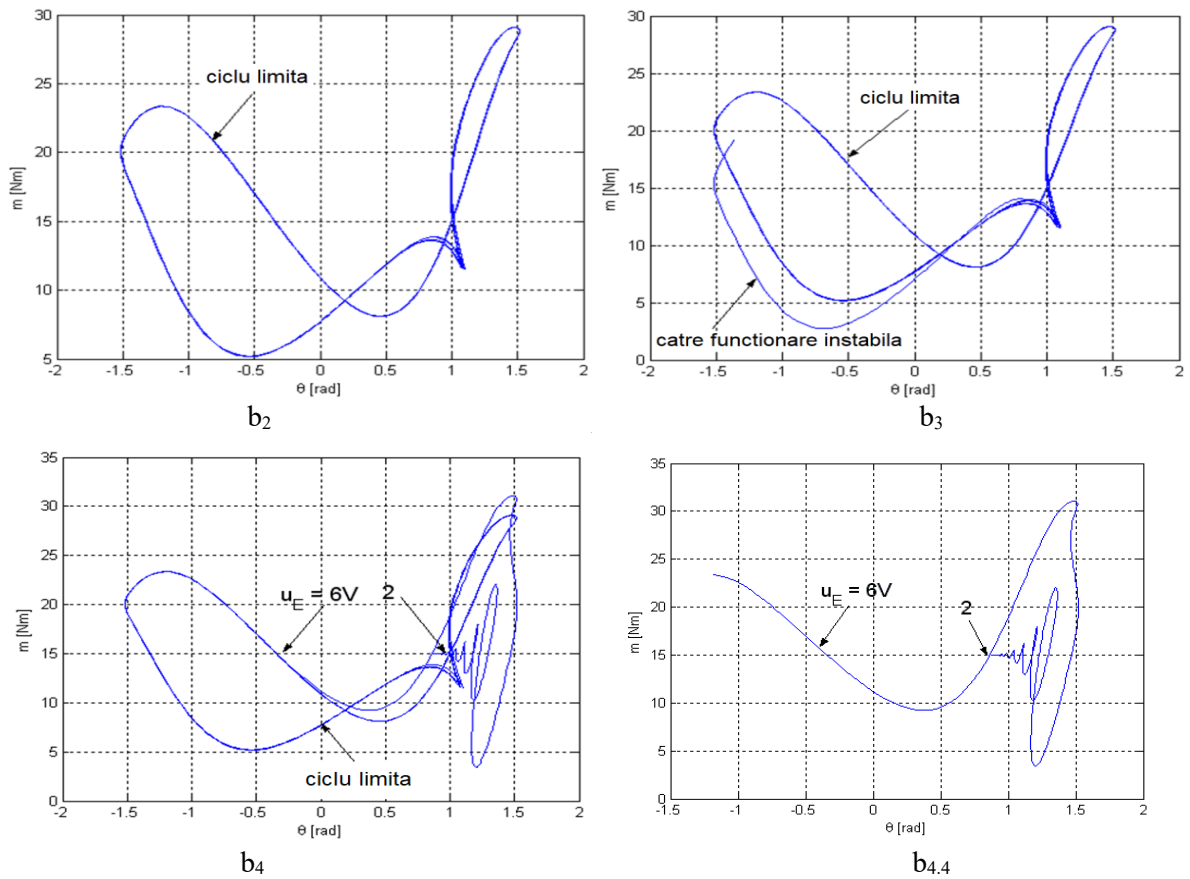 30
25
20
15
10
5
m [Nm]
ciclu limita
-2 -1.5 -1 -0.5 0 0.5 1 1.5 2
θ [rad]
b2
30
25
20
15
10
5
0
m [Nm]
ciclu limita
catre functionare instabila
-2 -1.5 -1 -0.5 0 0.5 1 1.5 2
θ [rad]
b3
35
30
25
20
15
10
5
0
m [Nm]
uE = 6V 2
ciclu limita
-2 -1.5 -1 -0.5 0 0.5 1 1.5 2
θ [rad]
b4
35
30
25
20
15
10
5
0
m [Nm]
uE = 6V
2
-1.5 -1 -0.5 0 0.5 1 1.5 2
θ [rad]
b4.4